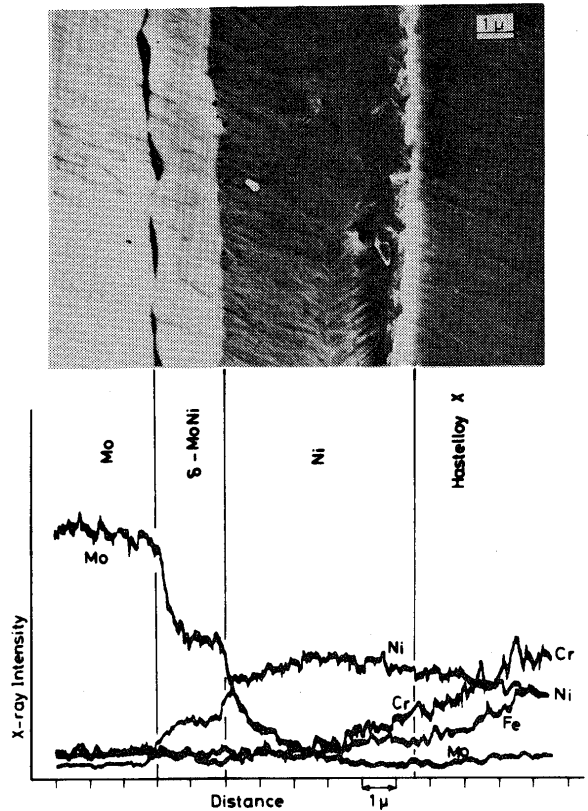 1 μ
Mo
δ-MoNi
Ni
Hastelloy X
Mo
Ni
Cr
Cr
Ni
Fe
Mo
X-ray Intensity
Distance
1 μ